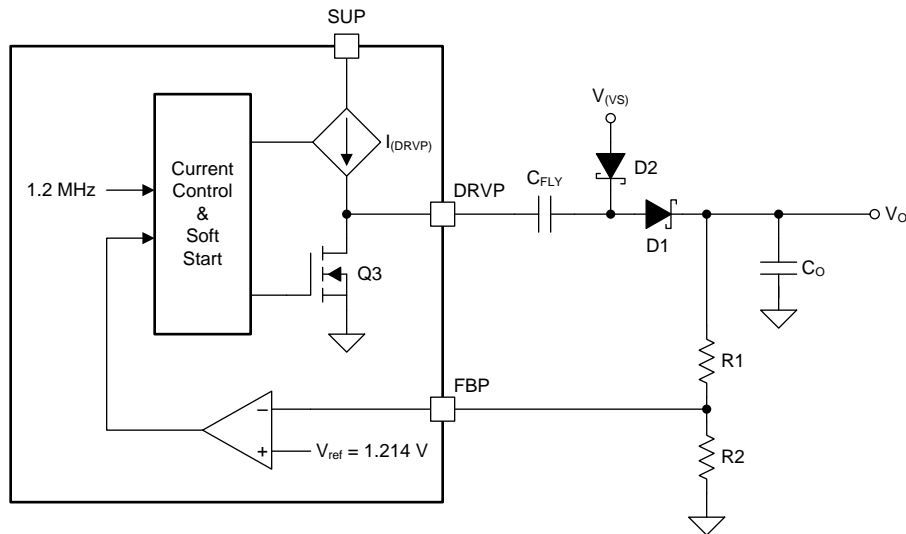 SUP
V(VS)
Current
Control
&
Soft
Start
I(DRVP)
D2
1.2 MHz
DRVP
CFLY
D1
VO
Q3
CO
R1
FBP
−
+
Vref = 1.214 V
R2